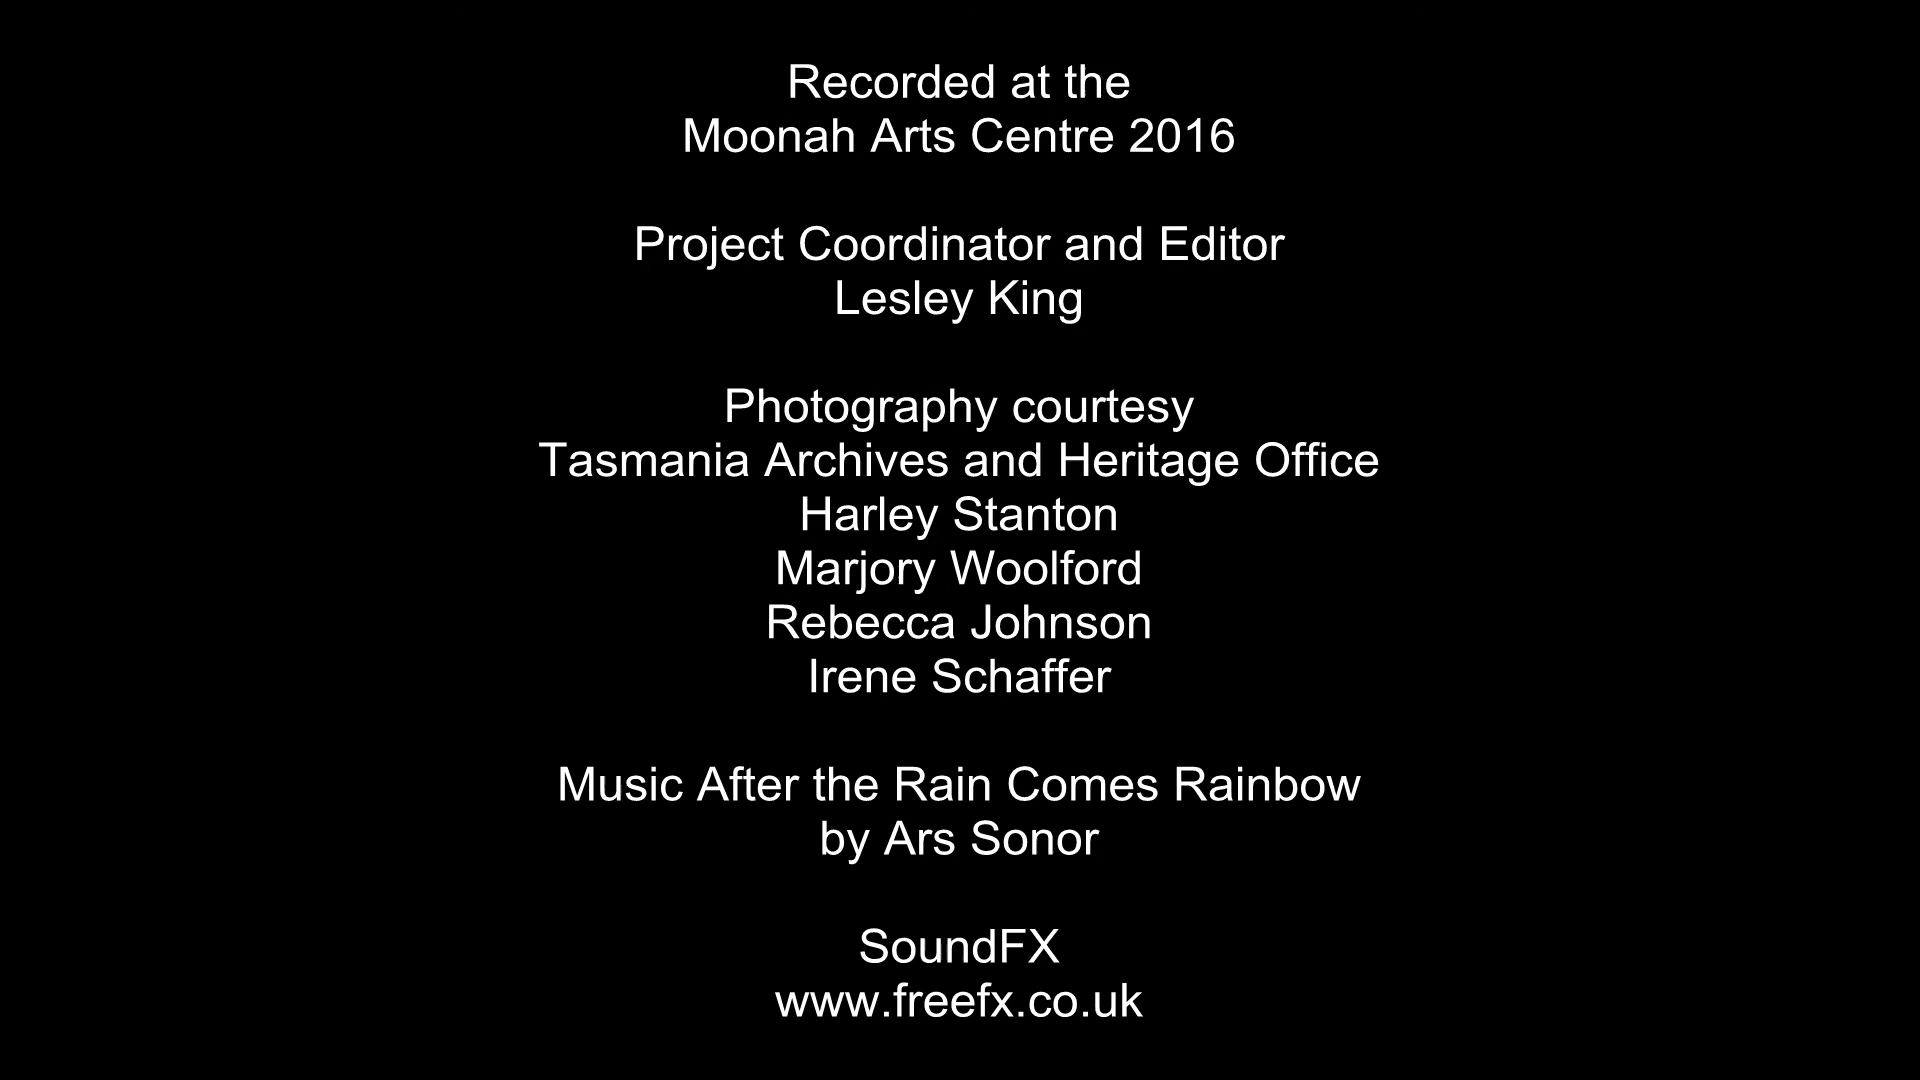 Recorded at the
Moonah Arts Centre 2016
Project Coordinator and Editor
Lesley King
Photography courtesy
Tasmania Archives and Heritage Office
Harley Stanton
Marjory Woolford
Rebecca Johnson
Irene Schaffer
Music After the Rain Comes Rainbow
by Ars Sonor
SoundFX
www.freefx.co.uk